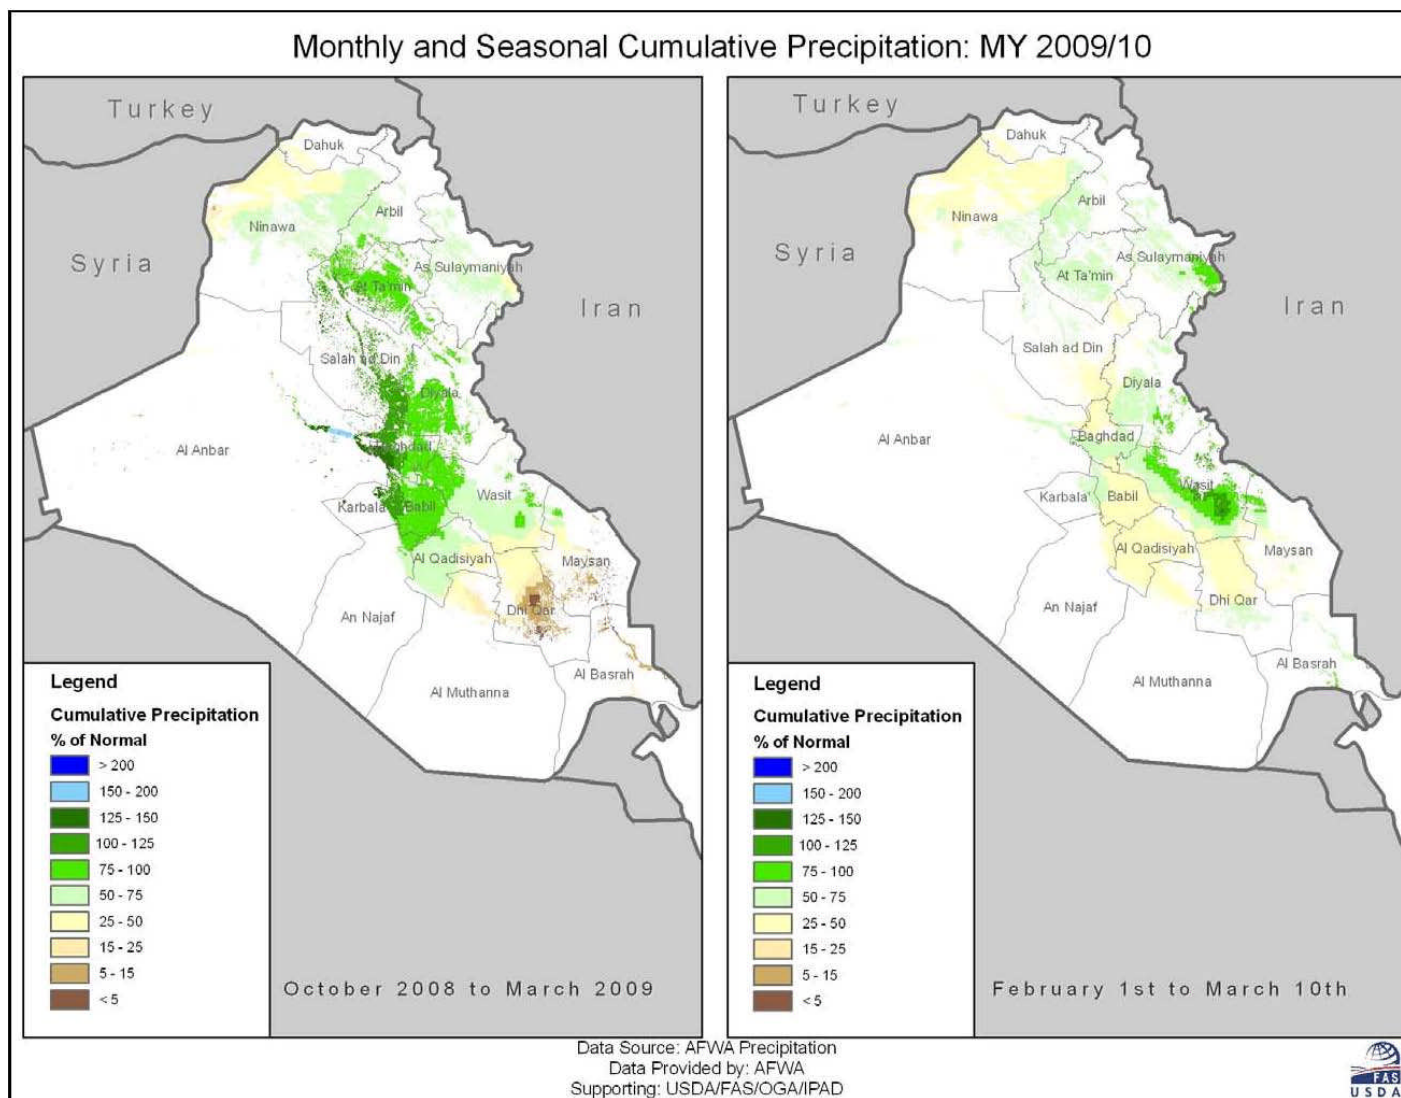 Monthly and Seasonal Cumulative Precipitation: MY 2009/10
Turkey
Dahuk
Ninawa
Arbil
Syria
As Sulaymaniyah
At Ta'min
Iran
Salah ad Din
Diyala
Al Anbar
Baghdad
Wasit
Karbala'
Babil
Al Qadisiyah
Maysan
An Najaf
Dhi Qar
Al Basrah
Al Muthanna
Legend
Cumulative Precipitation
% of Normal
> 200
150 - 200
125 - 150
100 - 125
75 - 100
50 - 75
25 - 50
15 - 25
5 - 15
< 5
October 2008 to March 2009
Turkey
Dahuk
Ninawa
Arbil
Syria
As Sulaymaniyah
At Ta'min
Iran
Salah ad Din
Diyala
Al Anbar
Baghdad
Wasit
Karbala'
Babil
Al Qadisiyah
Maysan
An Najaf
Dhi Qar
Al Basrah
Al Muthanna
Legend
Cumulative Precipitation
% of Normal
> 200
150 - 200
125 - 150
100 - 125
75 - 100
50 - 75
25 - 50
15 - 25
5 - 15
< 5
February 1st to March 10th
Data Source: AFWA Precipitation
Data Provided by: AFWA
Supporting: USDA/FAS/OGA/IPAD
FAS
USDA